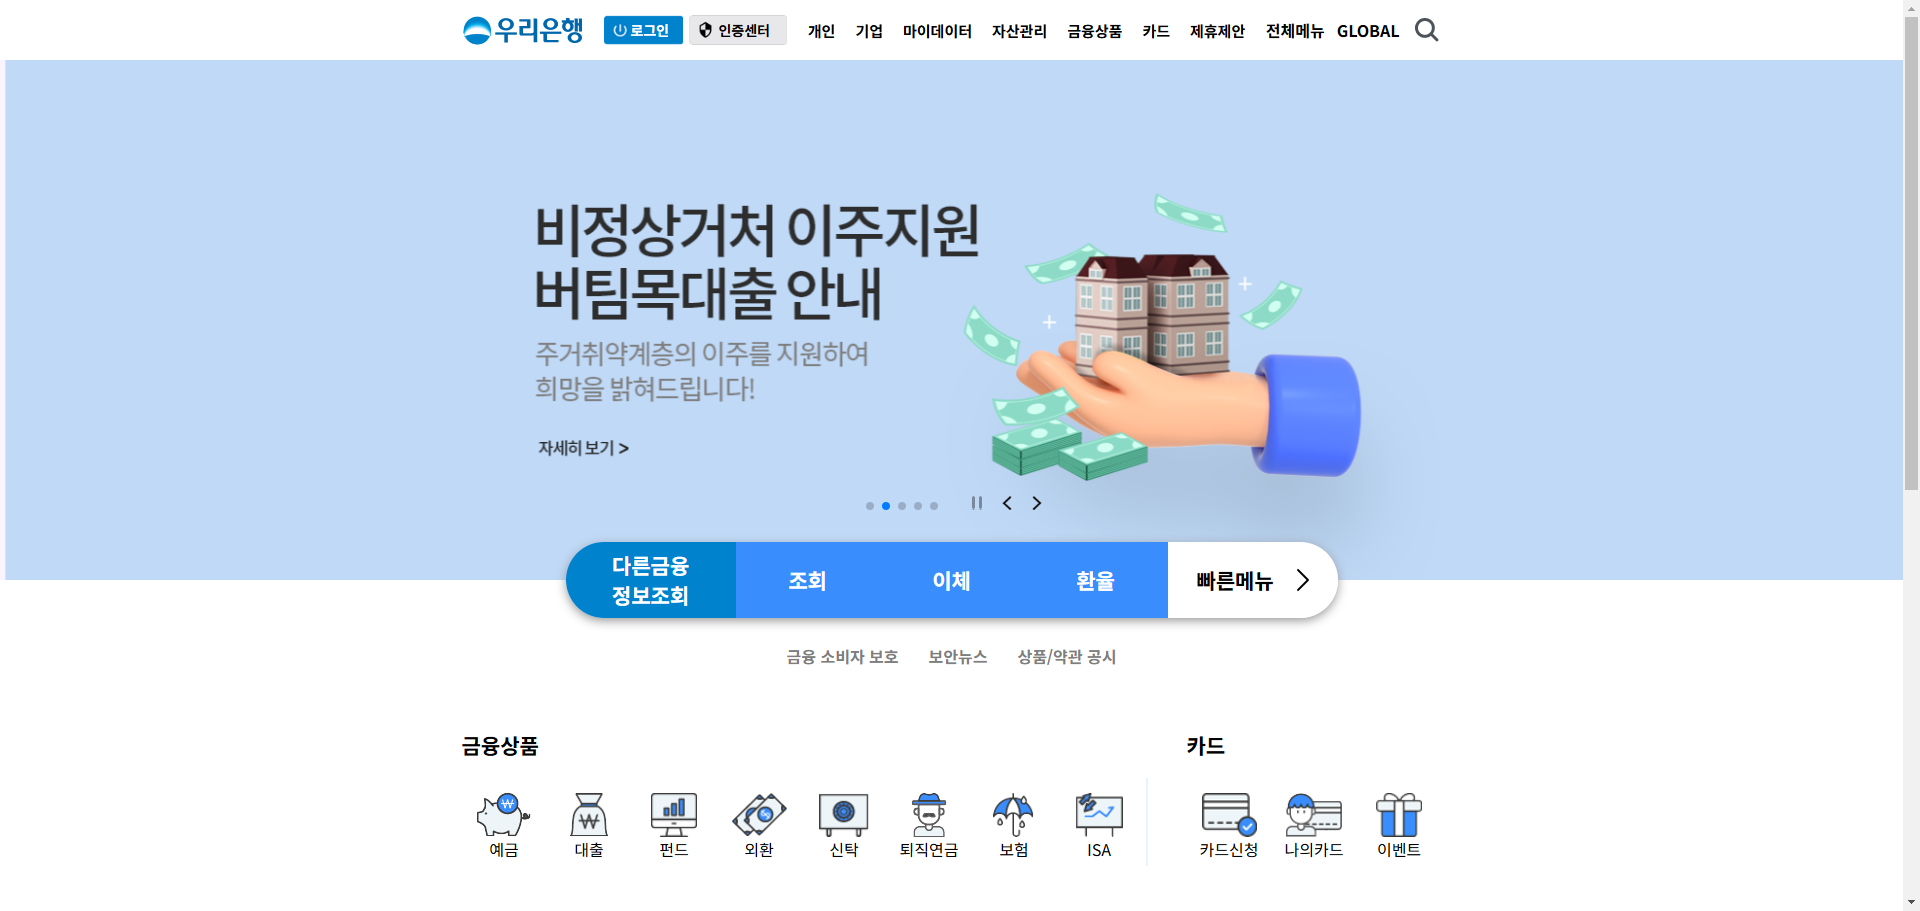 우리은행
로그인
인증센터
개인
기업
마이데이터
자산관리
금융상품
카드
제휴제안
전체메뉴
GLOBAL
비정상거처 이주지원
버팀목대출 안내
주거취약계층의 이주를 지원하여
희망을 밝혀드립니다!
자세히 보기 >
다른금융
정보조회
조회
이체
환율
빠른메뉴
금융 소비자 보호
보안뉴스
상품/약관 공시
금융상품
예금
대출
펀드
외환
신탁
퇴직연금
보험
ISA
카드
카드신청
나의카드
이벤트